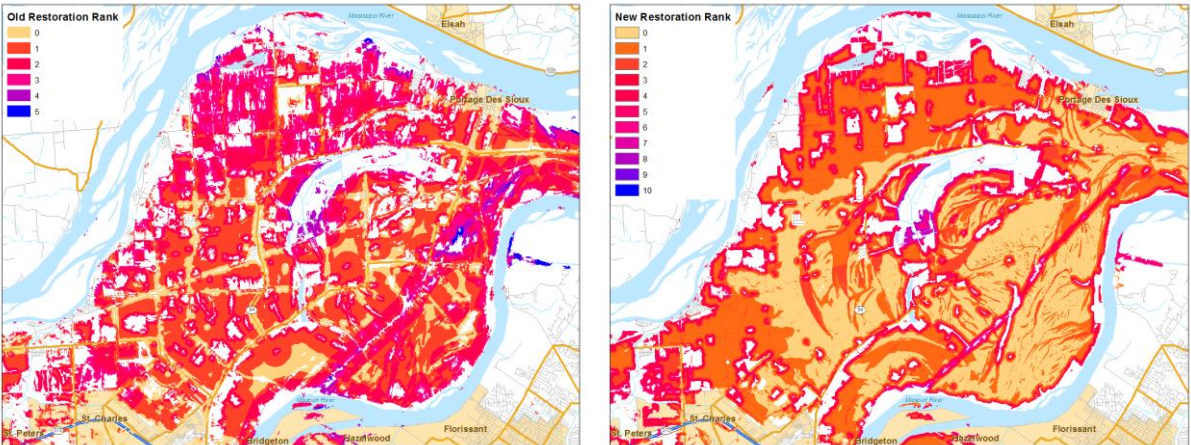 Old Restoration Rank
0
1
2
3
4
5
Mississippi River
Elsah
Portage Des Sioux
St. Charles
St. Peters
Missouri River
Bridgeton
Hazelwood
Florissant
New Restoration Rank
0
1
2
3
4
5
6
7
8
9
10
Mississippi River
Elsah
Portage Des Sioux
St. Charles
St. Peters
Missouri River
Bridgeton
Hazelwood
Florissant